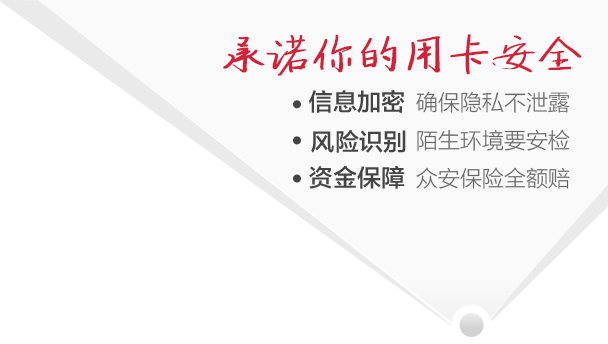 承诺你的用卡安全
• 信息加密 确保隐私不泄露
• 风险识别 陌生环境要安检
• 资金保障 众安保险全额赔